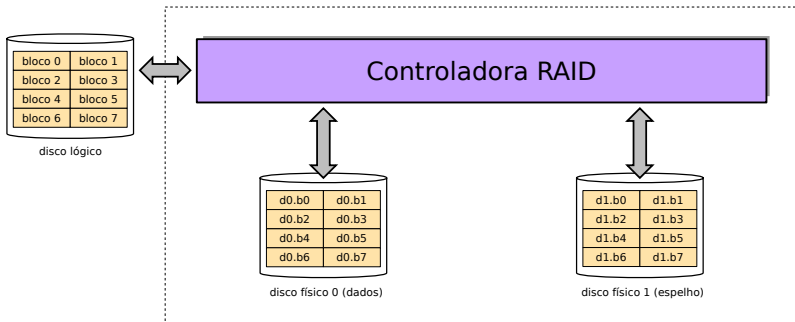 Controladora RAID
bloco 0 bloco 1
bloco 2 bloco 3
bloco 4 bloco 5
bloco 6 bloco 7
disco lógico
d0.b0 d0.b1
d0.b2 d0.b3
d0.b4 d0.b5
d0.b6 d0.b7
disco físico 0 (dados)
d1.b0 d1.b1
d1.b2 d1.b3
d1.b4 d1.b5
d1.b6 d1.b7
disco físico 1 (espelho)